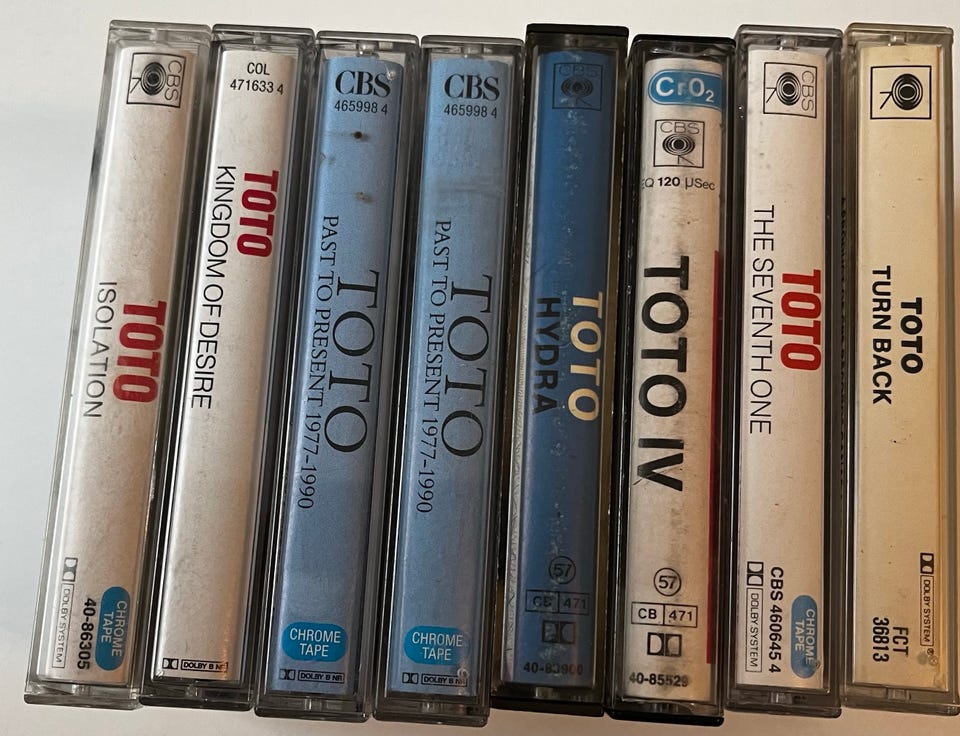 CBS
TOTO
ISOLATION
DOLBY SYSTEM
CHROME
TAPE
40-86305
COL
471633 4
TOTO
KINGDOM OF DESIRE
DOLBY B NR
CBS
465998 4
TOTO
PAST TO PRESENT 1977-1990
CHROME
TAPE
DOLBY B NR
CBS
465998 4
TOTO
PAST TO PRESENT 1977-1990
CHROME
TAPE
DOLBY B NR
CBS
TOTO
HYDRA
57
CB 471
CrO2
CBS
EQ 120 µSec
TOTO IV
57
CB 471
40-85529
CBS
TOTO
THE SEVENTH ONE
CHROME
TAPE
CBS 460645 4
DOLBY SYSTEM
TOTO
TURN BACK
DOLBY SYSTEM
FCT
36813